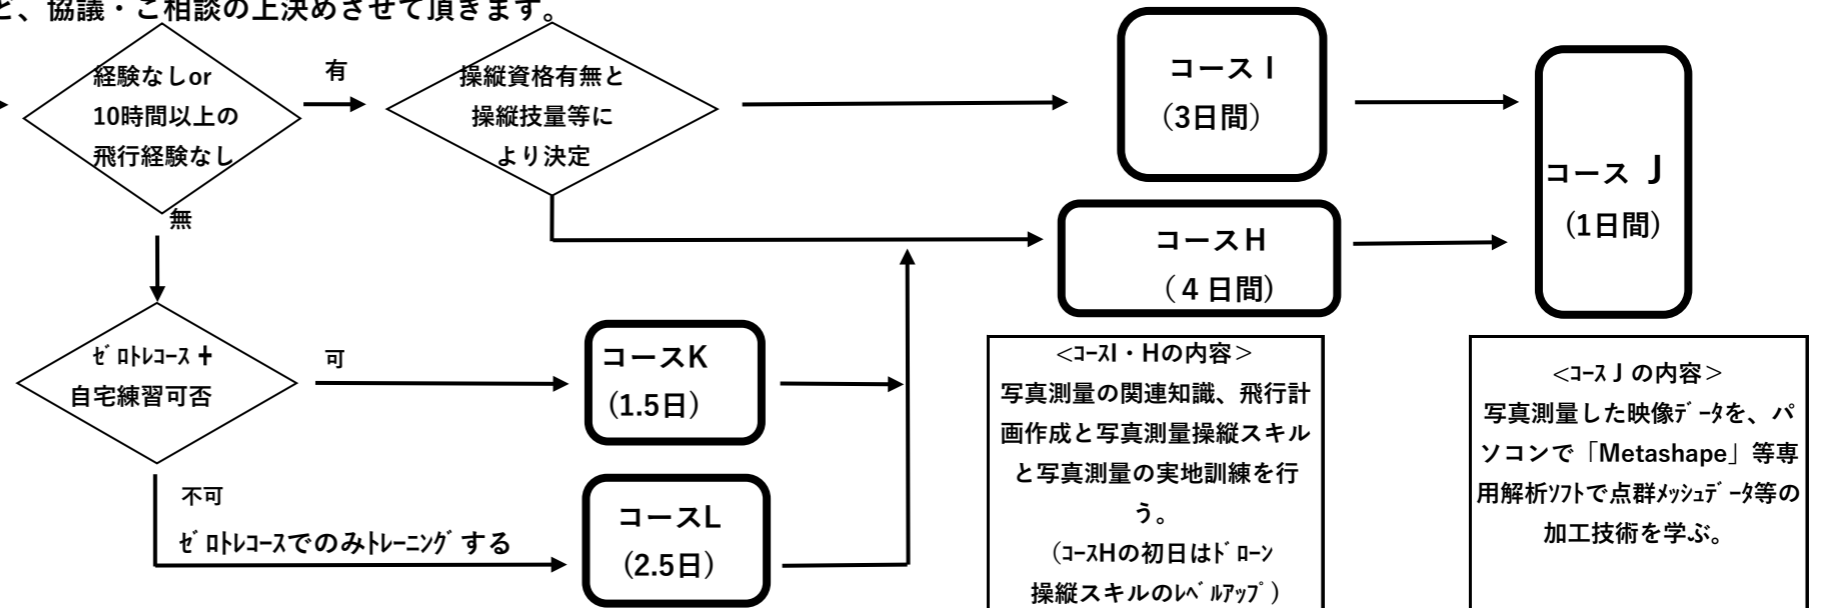 ど、協議・ご相談の上決めさせて頂きます。
経験なしor
10時間以上の
飛行経験なし
有
無
操縦資格有無と
操縦技量等に
より決定
コース I
（3日間）
コース J
（1日間）
コースH
（４日間）
ｾﾞﾛﾄﾚｺｰｽ＋
自宅練習可否
可
コースK
（1.5日）
不可
ｾﾞﾛﾄﾚｺｰｽでのみﾄﾚｰﾆﾝｸﾞする
コースL
（2.5日）
<ｺｰｽI・Hの内容>
写真測量の関連知識、飛行計
画作成と写真測量操縦スキル
と写真測量の実地訓練を行
う。
（ｺｰｽHの初日はﾄﾞﾛｰﾝ
操縦スキルのﾚﾍﾞﾙｱｯﾌﾟ）
<ｺｰｽ J の内容>
写真測量した映像ﾃﾞｰﾀを、パ
ソコンで「Metashape」等専
用解析ｿﾌﾄで点群ﾒｯｼｭﾃﾞｰﾀ等の
加工技術を学ぶ。